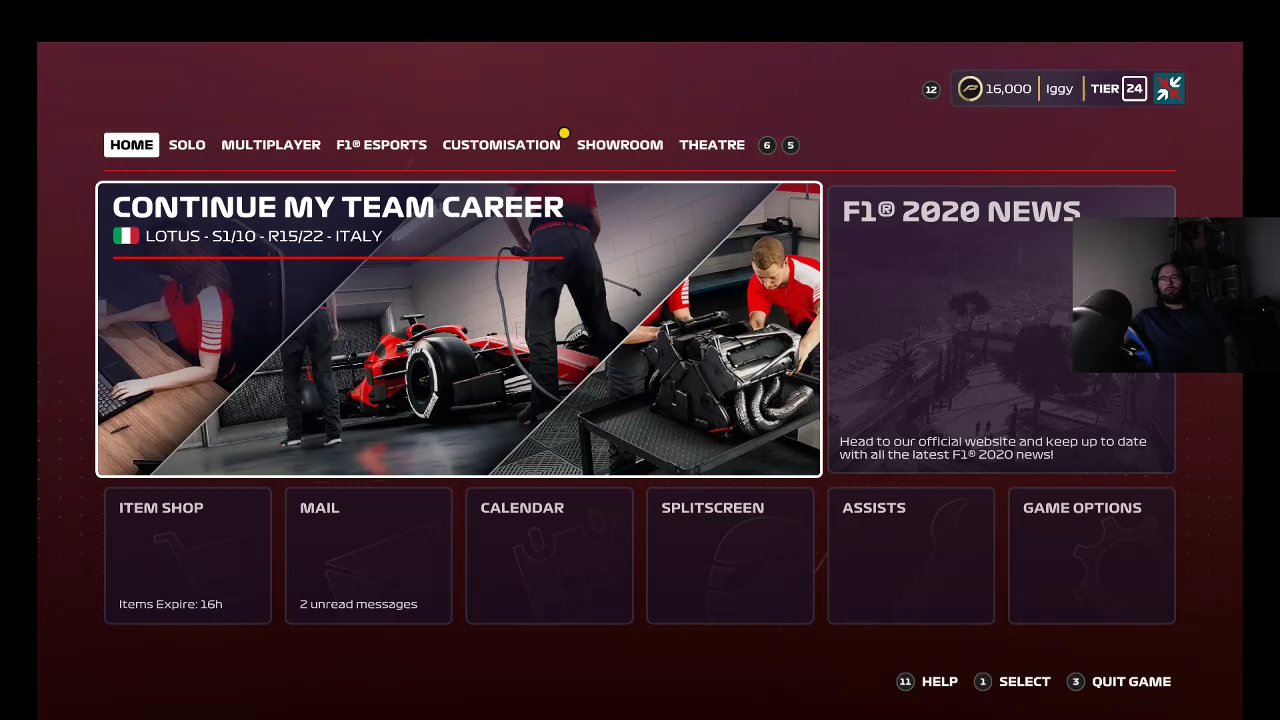 12
16,000
Iggy
TIER 24
HOME
SOLO
MULTIPLAYER
F1® ESPORTS
CUSTOMISATION
SHOWROOM
THEATRE
6
5
CONTINUE MY TEAM CAREER
LOTUS - S1/10 - R15/22 - ITALY
F1® 2020 NEWS
Head to our official website and keep up to date
with all the latest F1® 2020 news!
ITEM SHOP
Items Expire: 16h
MAIL
2 unread messages
CALENDAR
SPLITSCREEN
ASSISTS
GAME OPTIONS
11 HELP
1 SELECT
3 QUIT GAME